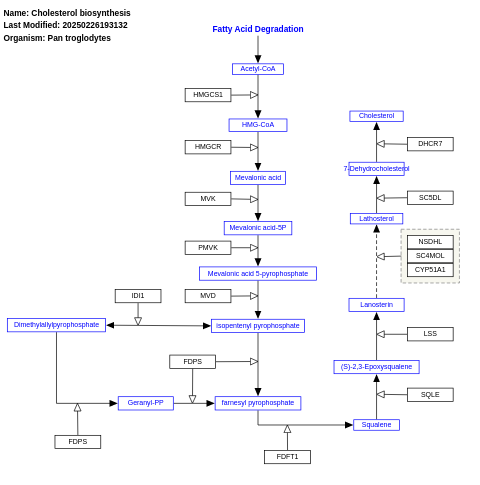 Name: Cholesterol biosynthesis
Last Modified: 20250226193132
Organism: Pan troglodytes
Fatty Acid Degradation
Acetyl-CoA
HMGCS1
HMG-CoA
Cholesterol
HMGCR
DHCR7
7-Dehydrocholesterol
Mevalonic acid
MVK
SC5DL
Lathosterol
Mevalonic acid-5P
PMVK
NSDHL
SC4MOL
CYP51A1
Mevalonic acid 5-pyrophosphate
IDI1
MVD
Lanosterin
Dimethylallylpyrophosphate
isopentenyl pyrophosphate
LSS
FDPS
(S)-2,3-Epoxysqualene
SQLE
Geranyl-PP
farnesyl pyrophosphate
Squalene
FDPS
FDFT1